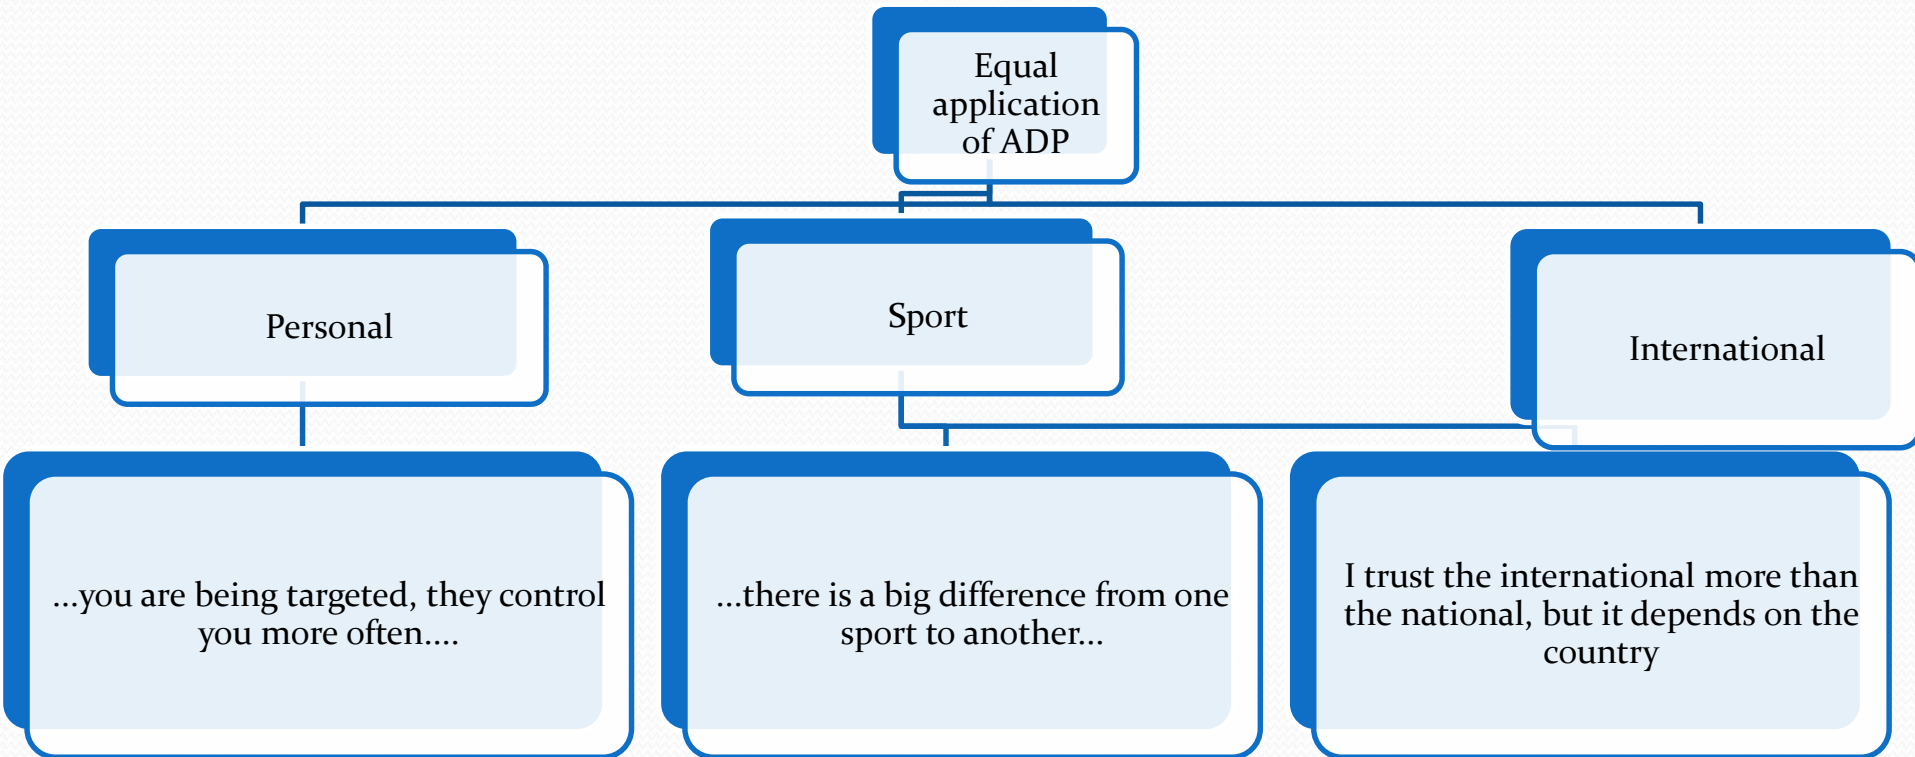 Equal
application
of ADP
Personal
Sport
International
...you are being targeted, they control
you more often....
...there is a big difference from one
sport to another...
I trust the international more than
the national, but it depends on the
country